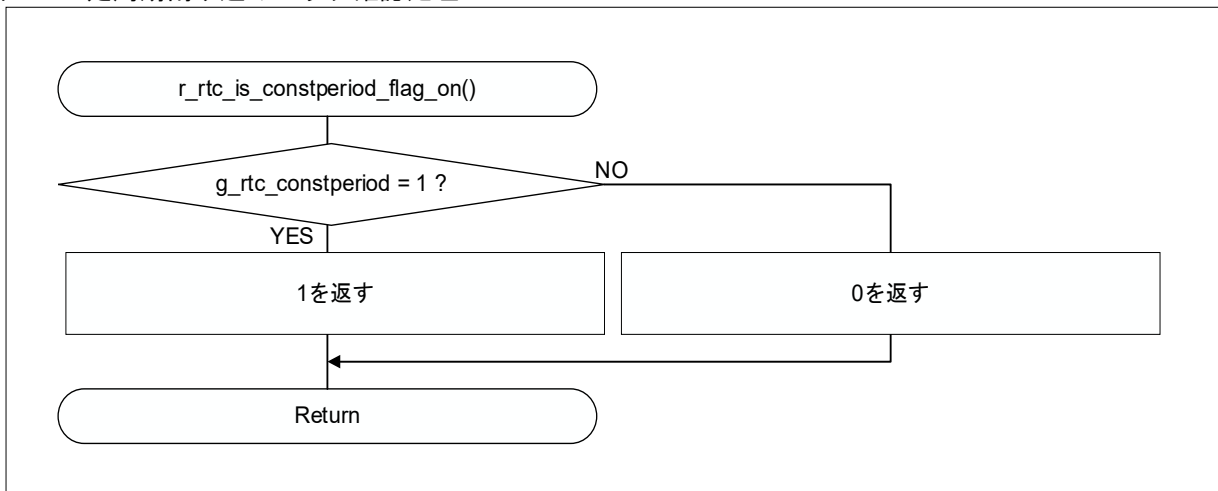 r_rtc_is_constperiod_flag_on()
g_rtc_constperiod = 1 ?
NO
YES
1を返す
0を返す
Return